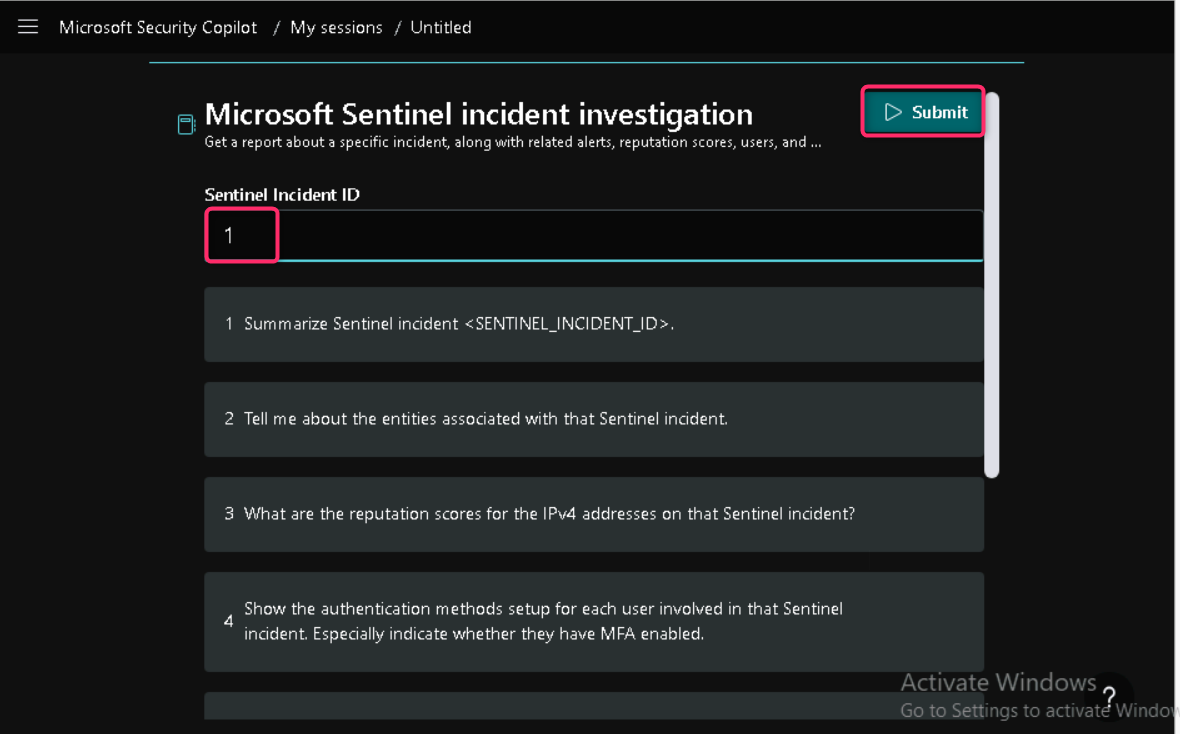 Microsoft Security Copilot / My sessions / Untitled
Microsoft Sentinel incident investigation
Submit
Get a report about a specific incident, along with related alerts, reputation scores, users, and ...
Sentinel Incident ID
1
1 Summarize Sentinel incident <SENTINEL_INCIDENT_ID>.
2 Tell me about the entities associated with that Sentinel incident.
3 What are the reputation scores for the IPv4 addresses on that Sentinel incident?
4 Show the authentication methods setup for each user involved in that Sentinel
incident. Especially indicate whether they have MFA enabled.
Activate Windows
Go to Settings to activate Window
?